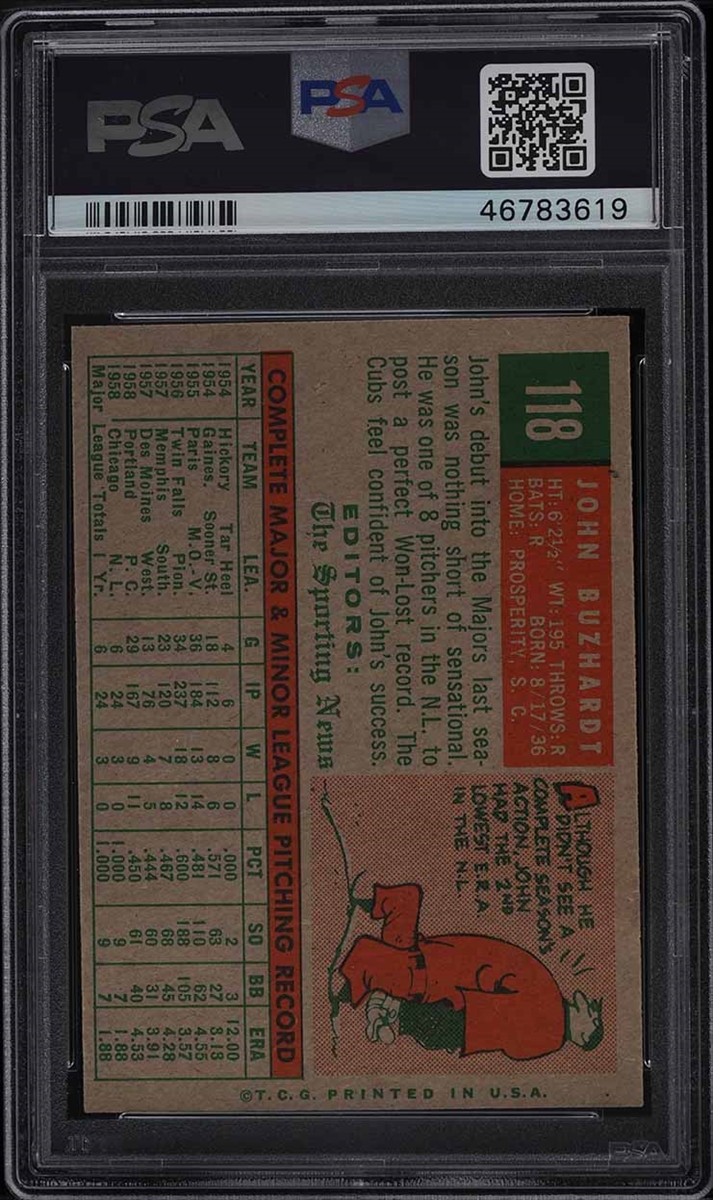 PSA
PSA
46783619
118
JOHN BUZHARDT
HT: 6'2½" WT: 195 THROWS: R
BATS: R BORN: 8/17/36
HOME: PROSPERITY, S. C.
John's debut into the Majors last sea-
son was nothing short of sensational.
He was one of 8 pitchers in the N.L. to
post a perfect Won-Lost record. The
Cubs feel confident of John's success.
EDITORS:
The Sporting News
ALTHOUGH HE
DIDN'T SEE A
COMPLETE SEASON'S
ACTION, JOHN
HAD THE 2ND
LOWEST E.R.A
IN THE N.L.
COMPLETE MAJOR & MINOR LEAGUE PITCHING RECORD
YEAR TEAM LEA. G IP W L PCT SO BB ERA
1954 Hickory Tar Heel 4 6 0 0 .000 2 3 12.00
1954 Gaines. Sooner St. 18 112 8 6 .571 63 27 3.18
1955 Paris M.O.-V. 36 184 13 14 .481 110 62 4.55
1956 Twin Falls Pion. 34 237 18 12 .600 188 105 3.57
1957 Memphis South. 23 120 7 8 .467 68 45 4.28
1957 Des Moines West. 13 76 4 5 .444 60 31 3.91
1958 Portland P. C. 29 167 9 11 .450 61 40 4.53
1958 Chicago N. L. 6 24 3 0 1.000 9 7 1.88
Major League Totals 1 Yr. 6 24 3 0 1.000 9 7 1.88
©T.C.G. PRINTED IN U.S.A.
PSA